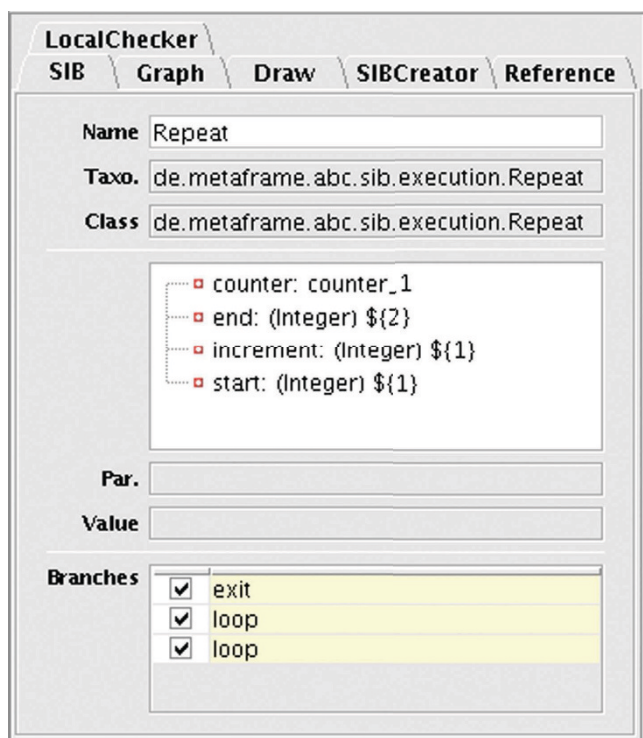 LocalChecker
SIB Graph Draw SIBCreator Reference
Name Repeat
Taxo. de.metaframe.abc.sib.execution.Repeat
Class de.metaframe.abc.sib.execution.Repeat
counter: counter_1
end: (Integer) ${2}
increment: (Integer) ${1}
start: (Integer) ${1}
Par.
Value
Branches exit
loop
loop